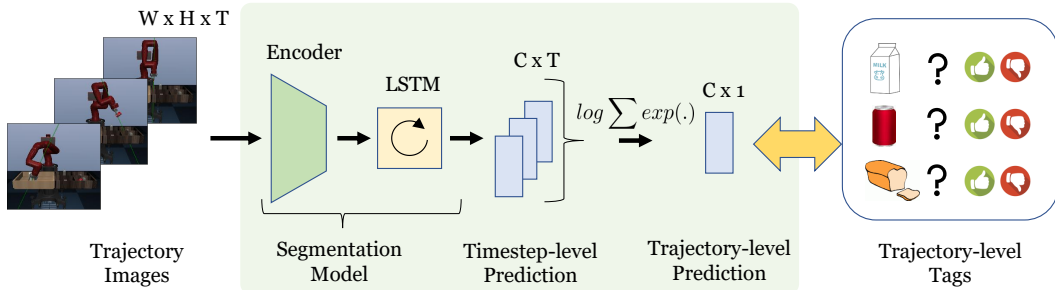 W x H x T
Encoder
LSTM
C x T
log ∑ exp(.)
C x 1
MILK
?
?
?
Trajectory
Images
Segmentation
Model
Timestep-level
Prediction
Trajectory-level
Prediction
Trajectory-level
Tags